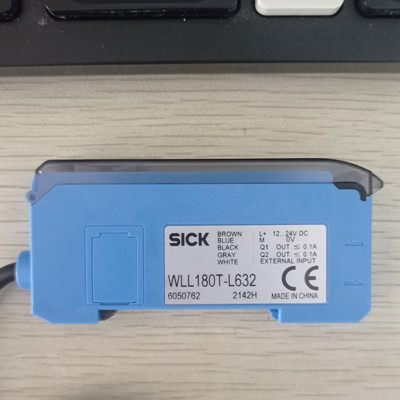 SICK
BROWN : L+ 12...24V DC
BLUE : M 0V
BLACK : Q1 OUT ≤ 0.1A
GRAY : Q2 OUT ≤ 0.1A
WHITE : EXTERNAL INPUT
WLL180T-L632
6050762 2142H
CE
MADE IN CHINA